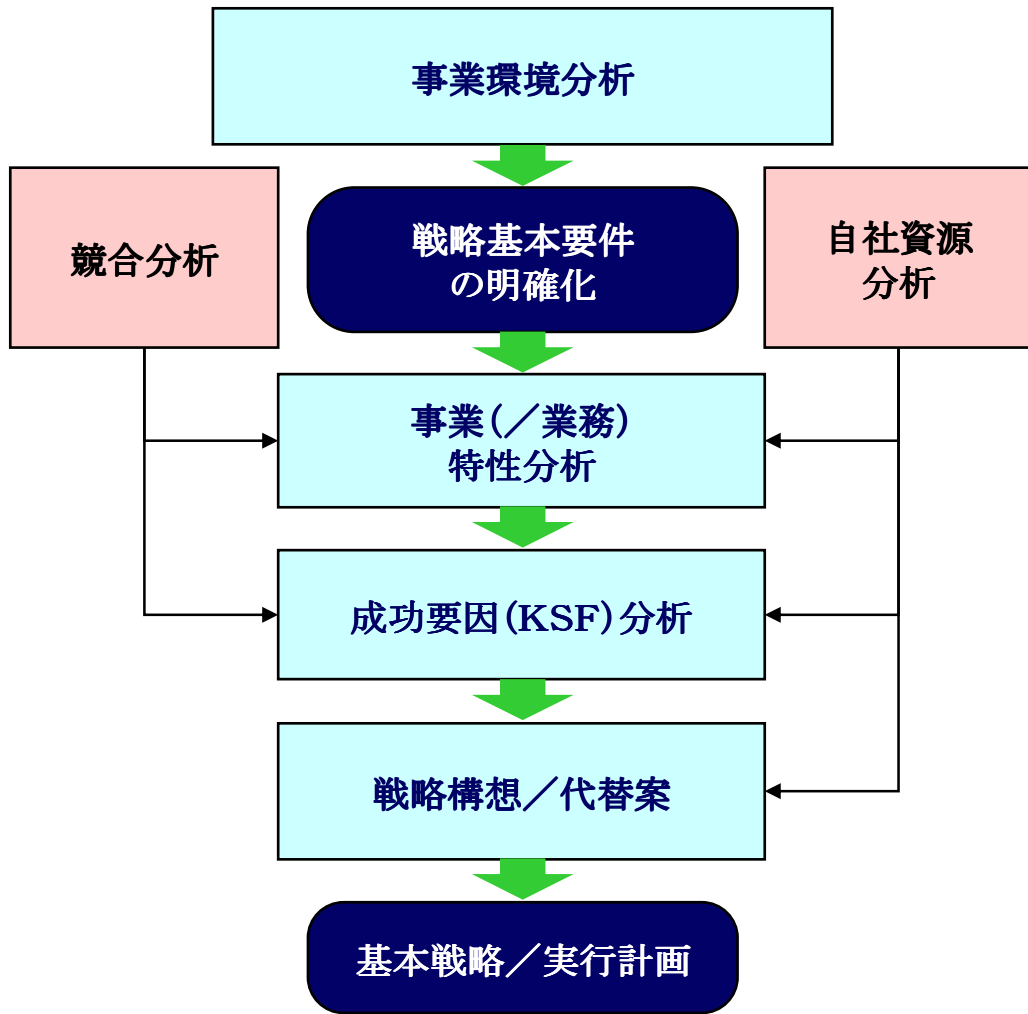 事業環境分析
競合分析
戦略基本要件
の明確化
自社資源
分析
事業(／業務)
特性分析
成功要因(KSF)分析
戦略構想／代替案
基本戦略／実行計画